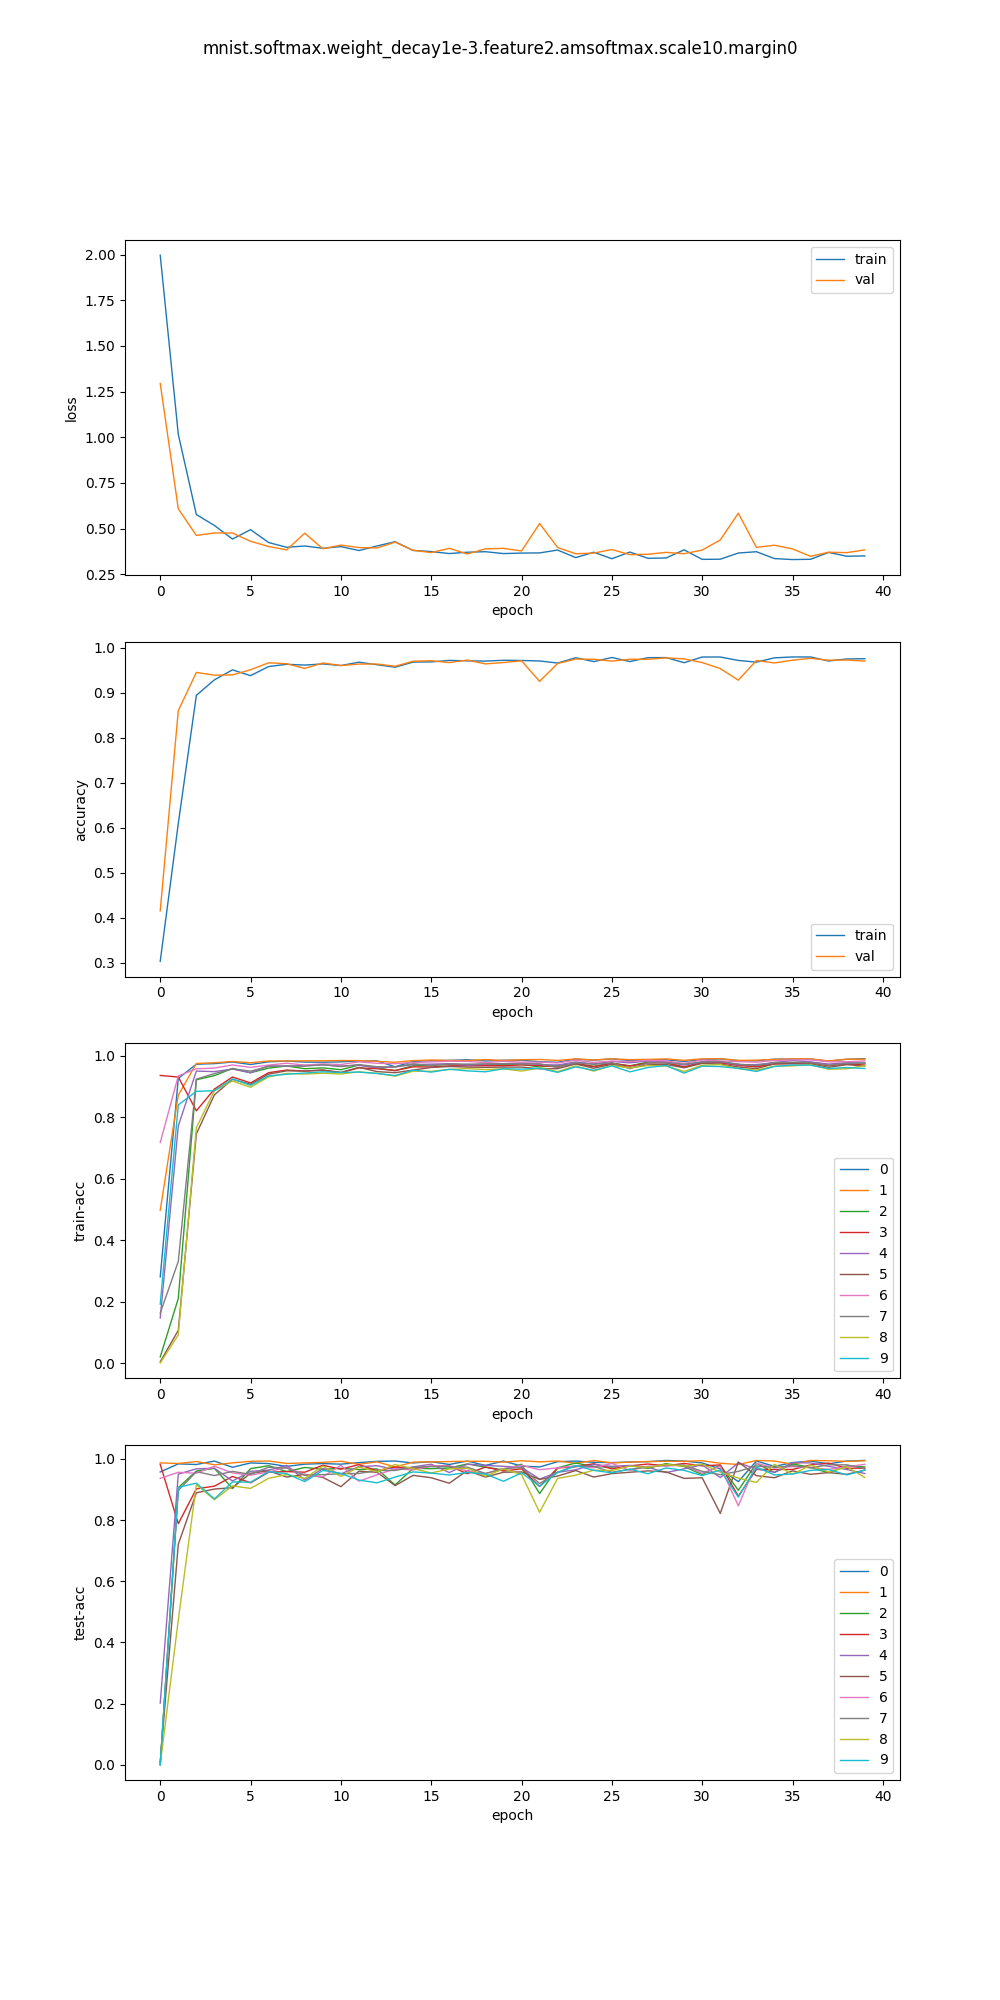 mnist.softmax.weight_decay1e-3.feature2.amsoftmax.scale10.margin0
2.00
1.75
1.50
1.25
1.00
0.75
0.50
0.25
loss
train
val
0 5 10 15 20 25 30 35 40
epoch
1.0
0.9
0.8
0.7
0.6
0.5
0.4
0.3
accuracy
train
val
0 5 10 15 20 25 30 35 40
epoch
1.0
0.8
0.6
0.4
0.2
0.0
train-acc
0
1
2
3
4
5
6
7
8
9
0 5 10 15 20 25 30 35 40
epoch
1.0
0.8
0.6
0.4
0.2
0.0
test-acc
0
1
2
3
4
5
6
7
8
9
0 5 10 15 20 25 30 35 40
epoch